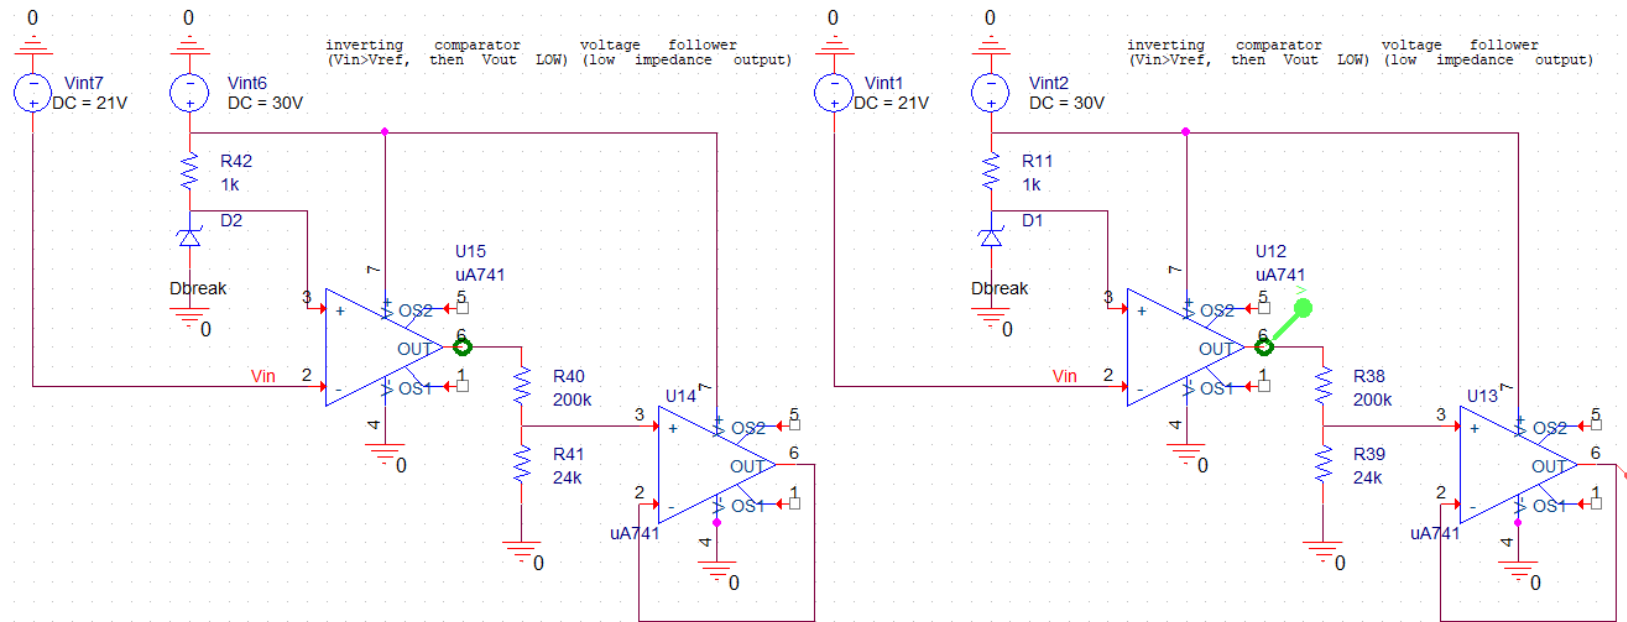 0 0 0 0
inverting comparator voltage follower inverting comparator voltage follower
(Vin>Vref, then Vout LOW) (low impedance output) (Vin>Vref, then Vout LOW) (low impedance output)
Vint7 Vint6 Vint1 Vint2
DC = 21V DC = 30V DC = 21V DC = 30V
R42 R11
1k 1k
D2 D1
U15 U12
uA741 uA741
7 7
Dbreak Dbreak
3 + V+ OS2 5 3 + V+ OS2 5
0 0
OUT 6 OUT 6
Vin 2 - V- OS1 1 Vin 2 - V- OS1 1
R40 R38
200k 200k
4 U14 7 4 U13 7
3 + V+ OS2 5 3 + V+ OS2 5
R41 R39
0 OUT 6 0 OUT 6
24k 24k
2 - V- OS1 1 2 - V- OS1 1
uA741 uA741
4 4
0 0
0 0